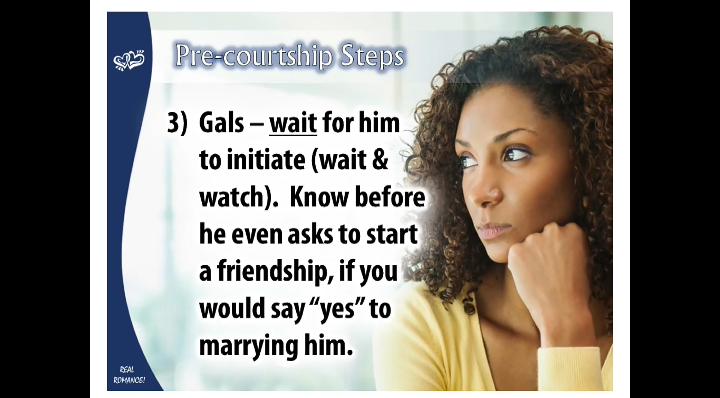 Pre-courtship Steps
3) Gals – wait for him
to initiate (wait &
watch). Know before
he even asks to start
a friendship, if you
would say “yes” to
marrying him.
REAL
ROMANCE!